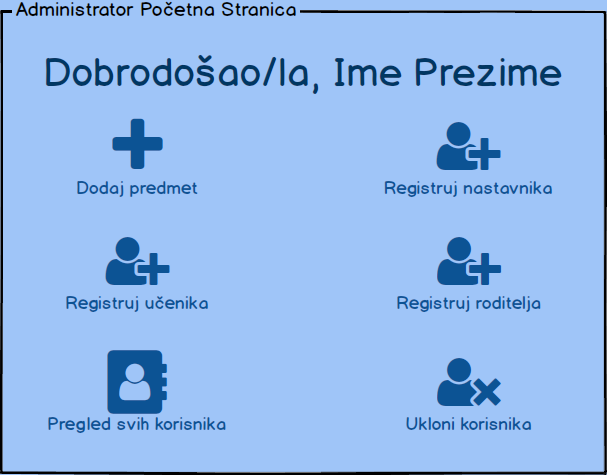 Administrator Početna Stranica
Dobrodošao/la, Ime Prezime
Dodaj predmet
Registruj nastavnika
Registruj učenika
Registruj roditelja
Pregled svih korisnika
Ukloni korisnika